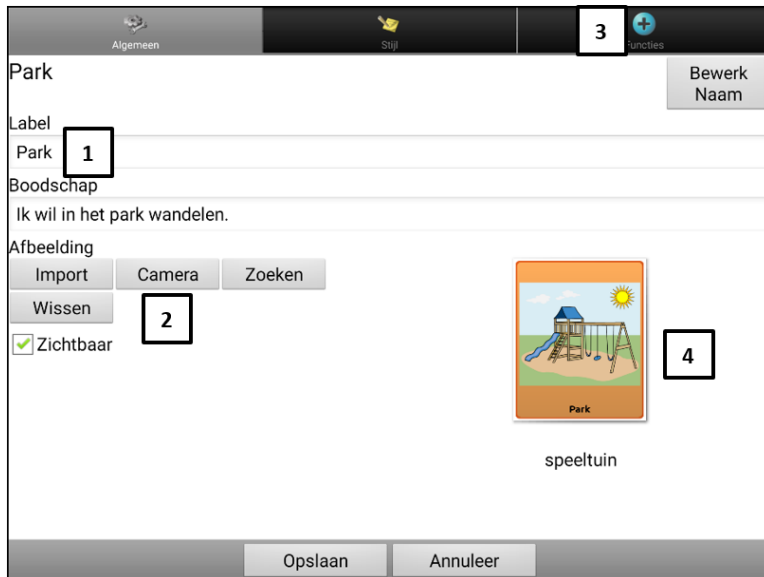 Algemeen
Stijl
3
Functies
Park
Bewerk
Naam
Label
Park
1
Boodschap
Ik wil in het park wandelen.
Afbeelding
Import
Camera
Zoeken
Wissen
2
Zichtbaar
4
Park
speeltuin
Opslaan
Annuleer